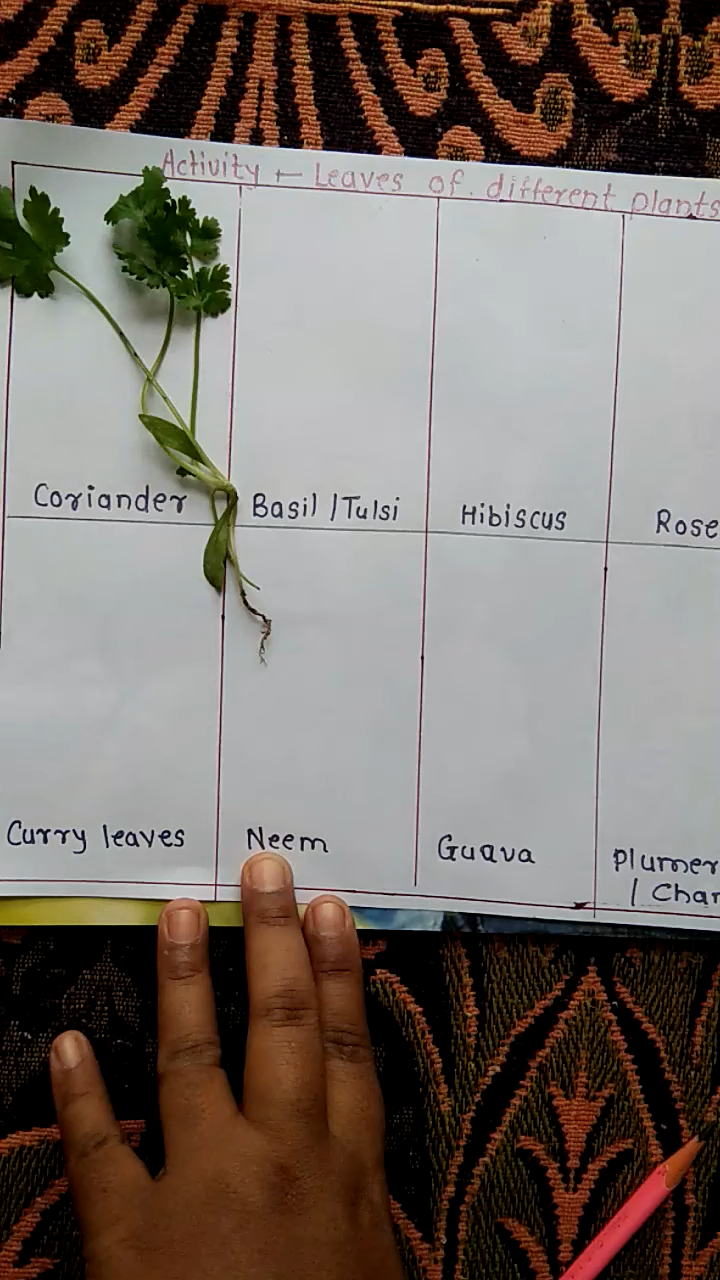 Activity – Leaves of different plants
Coriander
Basil / Tulsi
Hibiscus
Rose
Curry leaves
Neem
Guava
Plumer
/ Char